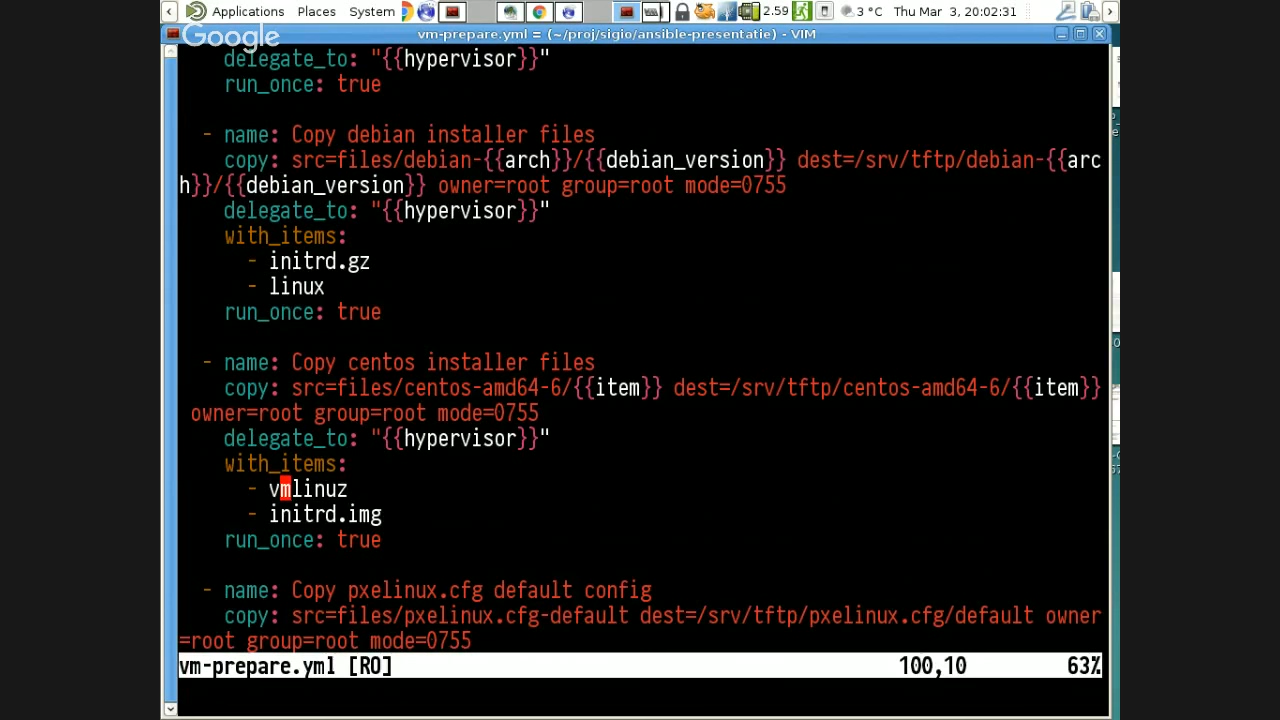 Applications Places System 2.59 3 °C Thu Mar 3, 20:02:31
Google
vm-prepare.yml = (~/proj/sigio/ansible-presentatie) - VIM
delegate_to: "{{hypervisor}}"
run_once: true
- name: Copy debian installer files
copy: src=files/debian-{{arch}}/{{debian_version}} dest=/srv/tftp/debian-{{arc
h}}/{{debian_version}} owner=root group=root mode=0755
delegate_to: "{{hypervisor}}"
with_items:
- initrd.gz
- linux
run_once: true
- name: Copy centos installer files
copy: src=files/centos-amd64-6/{{item}} dest=/srv/tftp/centos-amd64-6/{{item}}
owner=root group=root mode=0755
delegate_to: "{{hypervisor}}"
with_items:
- vmlinuz
- initrd.img
run_once: true
- name: Copy pxelinux.cfg default config
copy: src=files/pxelinux.cfg-default dest=/srv/tftp/pxelinux.cfg/default owner
=root group=root mode=0755
vm-prepare.yml [RO] 100,10 63%